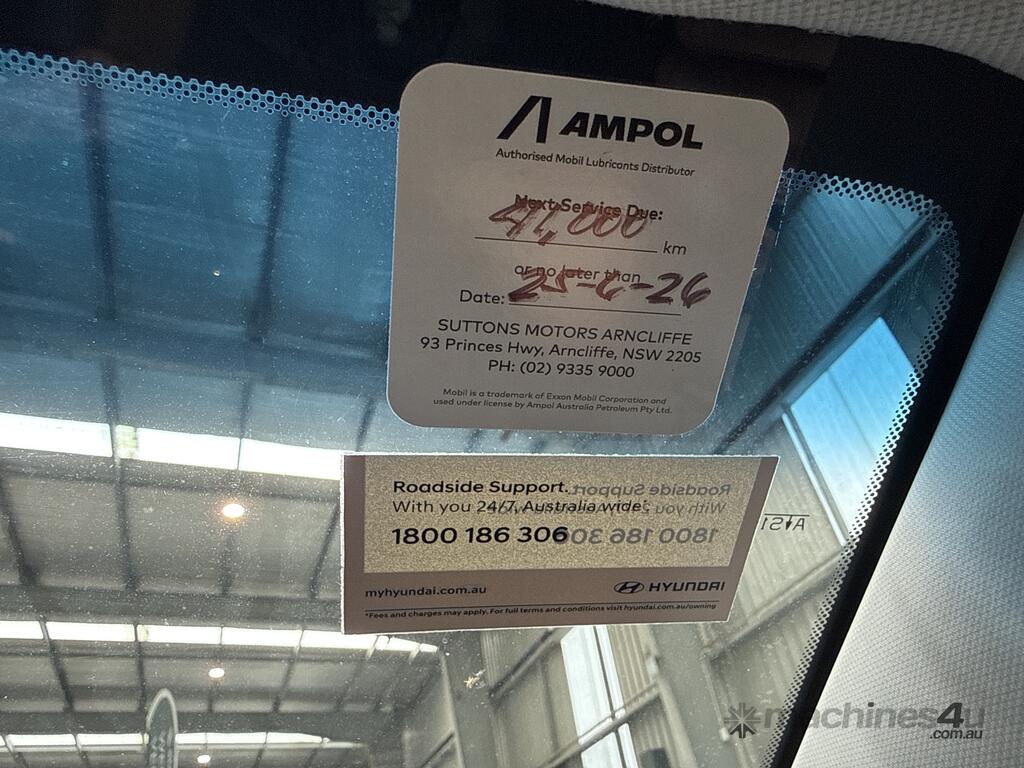 AMPOL
Authorised Mobil Lubricants Distributor
Next Service Due:
41,000 km
or no later than
Date: 25-6-26
SUTTONS MOTORS ARNCLIFFE
93 Princes Hwy, Arncliffe, NSW 2205
PH: (02) 9335 9000
Mobil is a trademark of Exxon Mobil Corporation and
used under license by Ampol Australia Petroleum Pty Ltd.
Roadside Support.
With you 24/7, Australia wide*
1800 186 306
myhyundai.com.au
HYUNDAI
*Fees and charges may apply. For full terms and conditions visit hyundai.com.au/owning
machines4u
.com.au